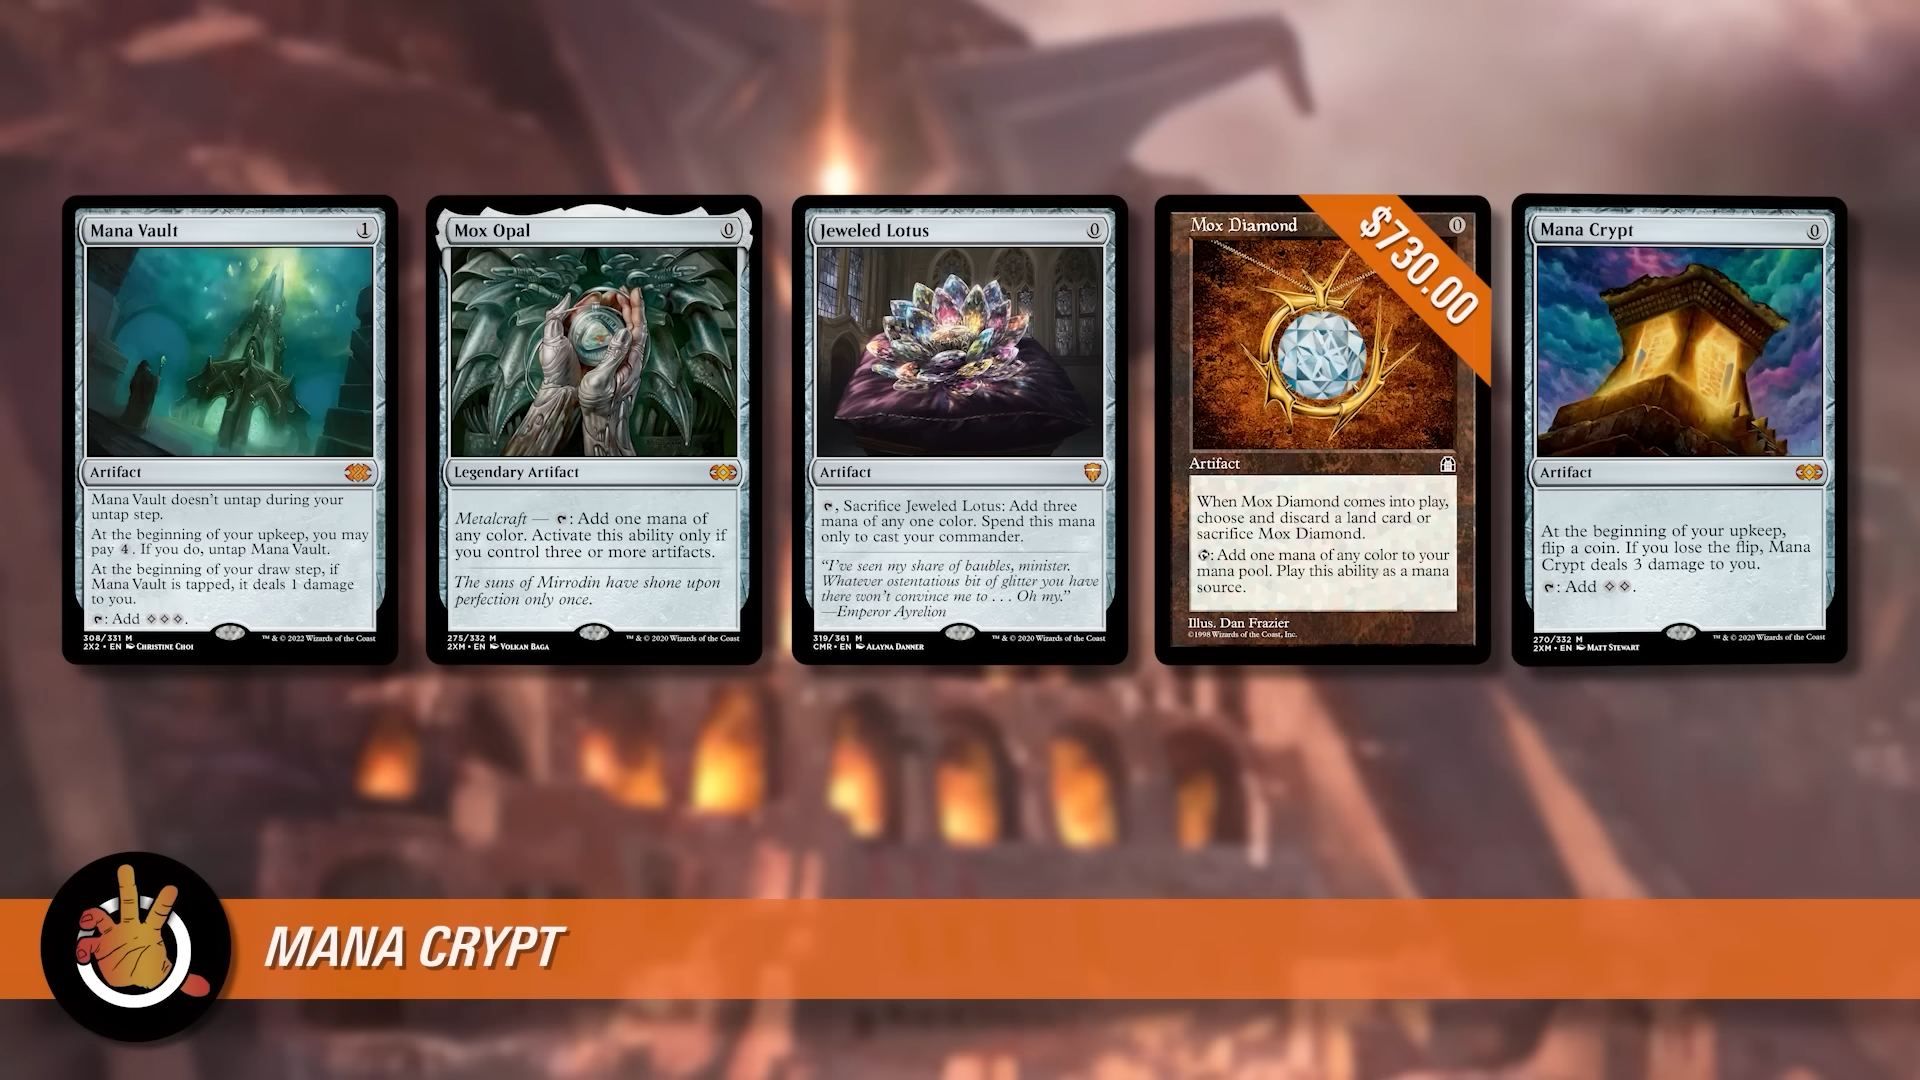 Mana Vault 1
Artifact
Mana Vault doesn't untap during your
untap step.
At the beginning of your upkeep, you may
pay 4. If you do, untap Mana Vault.
At the beginning of your draw step, if
Mana Vault is tapped, it deals 1 damage
to you.
: Add .
308/331 M
2X2 • EN CHRISTINE CHOI
™ & © 2022 Wizards of the Coast
Mox Opal 0
Legendary Artifact
Metalcraft — : Add one mana of
any color. Activate this ability only if
you control three or more artifacts.
The suns of Mirrodin have shone upon
perfection only once.
275/332 M
2XM • EN VOLKAN BAGA
™ & © 2020 Wizards of the Coast
Jeweled Lotus 0
Artifact
, Sacrifice Jeweled Lotus: Add three
mana of any one color. Spend this mana
only to cast your commander.
"I've seen my share of baubles, minister.
Whatever ostentatious bit of glitter you have
there won't convince me to . . . Oh my."
—Emperor Ayrelion
319/361 M
CMR • EN ALAYNA DANNER
™ & © 2020 Wizards of the Coast
Mox Diamond 0
$730.00
Artifact
When Mox Diamond comes into play,
choose and discard a land card or
sacrifice Mox Diamond.
: Add one mana of any color to your
mana pool. Play this ability as a mana
source.
Illus. Dan Frazier
©1998 Wizards of the Coast, Inc.
Mana Crypt 0
Artifact
At the beginning of your upkeep,
flip a coin. If you lose the flip, Mana
Crypt deals 3 damage to you.
: Add .
270/332 M
2XM • EN MATT STEWART
™ & © 2020 Wizards of the Coast
MANA CRYPT